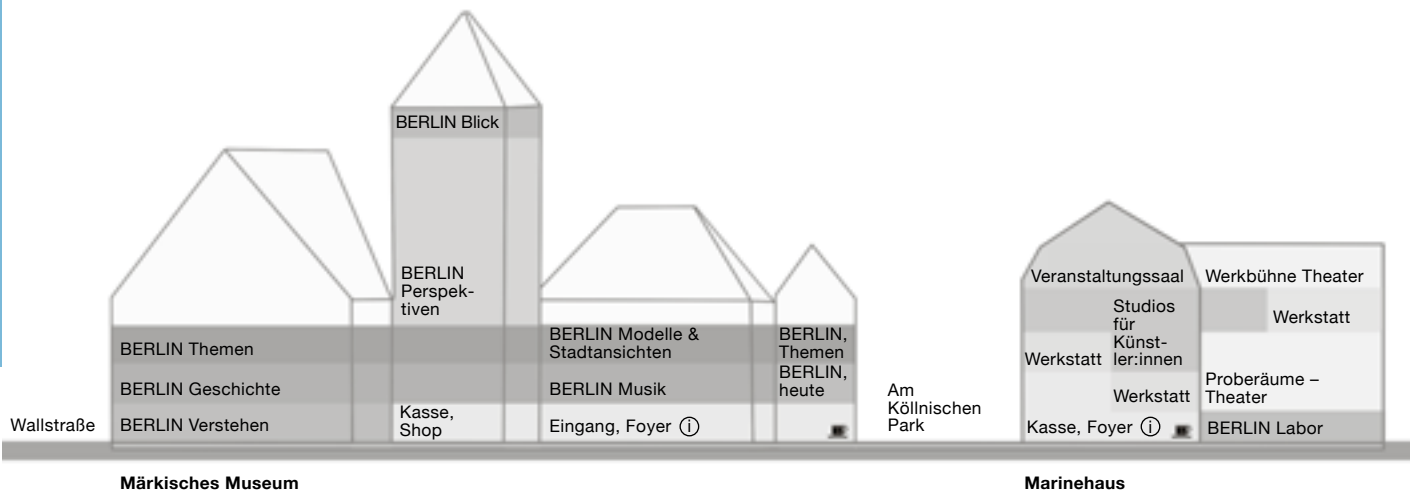 BERLIN Blick
BERLIN
Perspek-
tiven
BERLIN Themen
BERLIN Modelle &
Stadtansichten
BERLIN,
Themen
BERLIN Geschichte
BERLIN Musik
BERLIN,
heute
Wallstraße
BERLIN Verstehen
Kasse,
Shop
Eingang, Foyer i
Am
Köllnischen
Park
Veranstaltungssaal
Werkbühne Theater
Studios
für
Künst-
ler:innen
Werkstatt
Werkstatt
Werkstatt
Proberäume –
Theater
Kasse, Foyer i
BERLIN Labor
Märkisches Museum
Marinehaus